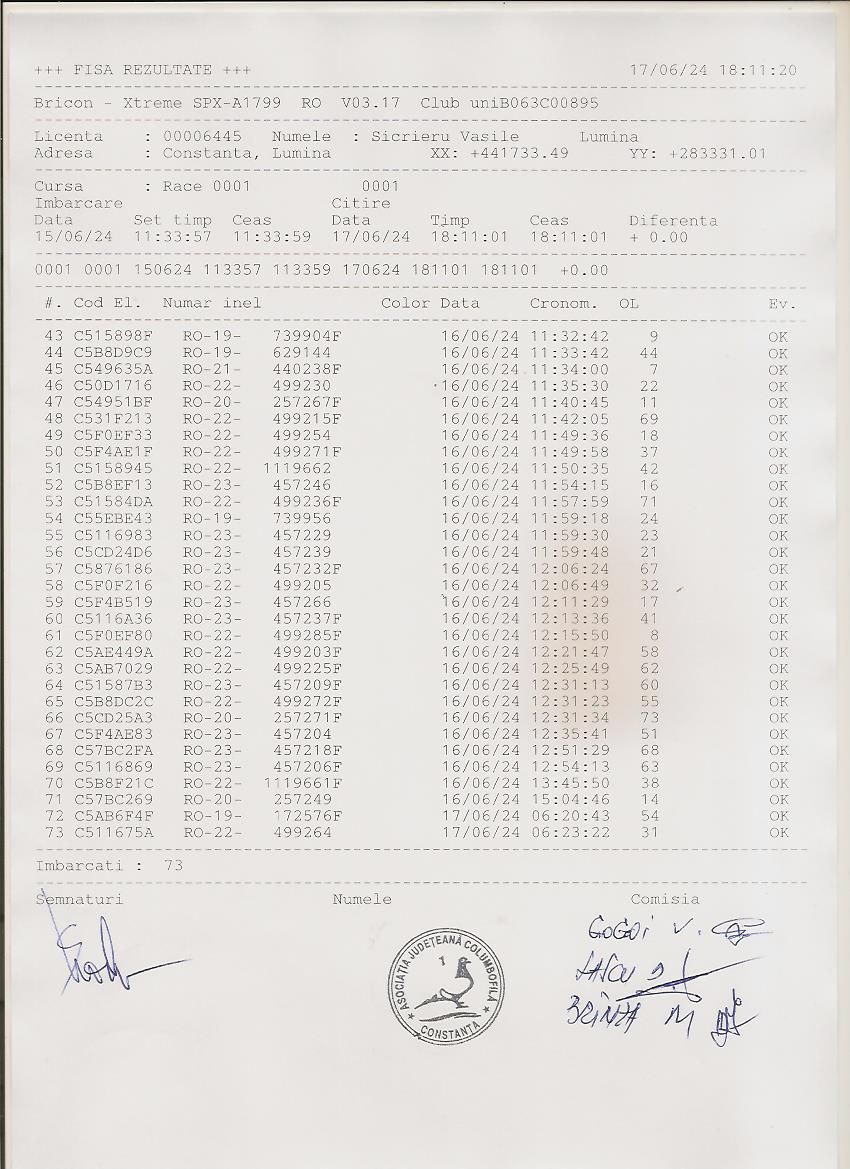 +++ FISA REZULTATE +++ 17/06/24 18:11:20
Bricon - Xtreme SPX-A1799 RO V03.17 Club uniB063C00895
Licenta : 00006445 Numele : Sicrieru Vasile Lumina
Adresa : Constanta, Lumina XX: +441733.49 YY: +283331.01
Cursa : Race 0001 0001
Imbarcare Citire
Data Set timp Ceas Data Timp Ceas Diferenta
15/06/24 11:33:57 11:33:59 17/06/24 18:11:01 18:11:01 + 0.00
0001 0001 150624 113357 113359 170624 181101 181101 +0.00
#. Cod El. Numar inel Color Data Cronom. OL Ev.
43 C515898F RO-19- 739904F 16/06/24 11:32:42 9 OK
44 C5B8D9C9 RO-19- 629144 16/06/24 11:33:42 44 OK
45 C549635A RO-21- 440238F 16/06/24 11:34:00 7 OK
46 C50D1716 RO-22- 499230 16/06/24 11:35:30 22 OK
47 C54951BF RO-20- 257267F 16/06/24 11:40:45 11 OK
48 C531F213 RO-22- 499215F 16/06/24 11:42:05 69 OK
49 C5F0EF33 RO-22- 499254 16/06/24 11:49:36 18 OK
50 C5F4AE1F RO-22- 499271F 16/06/24 11:49:58 37 OK
51 C5158945 RO-22- 1119662 16/06/24 11:50:35 42 OK
52 C5B8EF13 RO-23- 457246 16/06/24 11:54:15 16 OK
53 C51584DA RO-22- 499236F 16/06/24 11:57:59 71 OK
54 C55EBE43 RO-19- 739956 16/06/24 11:59:18 24 OK
55 C5116983 RO-23- 457229 16/06/24 11:59:30 23 OK
56 C5CD24D6 RO-23- 457239 16/06/24 11:59:48 21 OK
57 C5876186 RO-23- 457232F 16/06/24 12:06:24 67 OK
58 C5F0F216 RO-22- 499205 16/06/24 12:06:49 32 OK
59 C5F4B519 RO-23- 457266 16/06/24 12:11:29 17 OK
60 C5116A36 RO-23- 457237F 16/06/24 12:13:36 41 OK
61 C5F0EF80 RO-22- 499285F 16/06/24 12:15:50 8 OK
62 C5AE449A RO-22- 499203F 16/06/24 12:21:47 58 OK
63 C5AB7029 RO-22- 499225F 16/06/24 12:25:49 62 OK
64 C51587B3 RO-23- 457209F 16/06/24 12:31:13 60 OK
65 C5B8DC2C RO-22- 499272F 16/06/24 12:31:23 55 OK
66 C5CD25A3 RO-20- 257271F 16/06/24 12:31:34 73 OK
67 C5F4AE83 RO-23- 457204 16/06/24 12:35:41 51 OK
68 C57BC2FA RO-23- 457218F 16/06/24 12:51:29 68 OK
69 C5116869 RO-23- 457206F 16/06/24 12:54:13 63 OK
70 C5B8F21C RO-22- 1119661F 16/06/24 13:45:50 38 OK
71 C57BC269 RO-20- 257249 16/06/24 15:04:46 14 OK
72 C5AB6F4F RO-19- 172576F 17/06/24 06:20:43 54 OK
73 C511675A RO-22- 499264 17/06/24 06:23:22 31 OK
Imbarcati : 73
Semnaturi Numele Comisia
GOGOI V.
BRÎNZA M
ASOCIAŢIA JUDEŢEANĂ COLUMBOFILĂ
1
★ CONSTANŢA ★